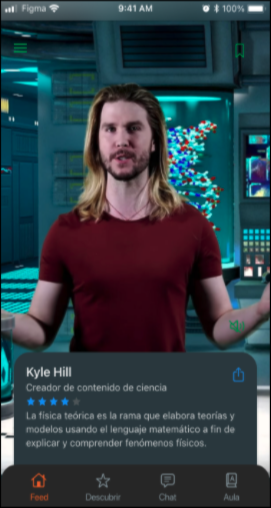 Figma 9:41 AM 100%
Kyle Hill
Creador de contenido de ciencia
La física teórica es la rama que elabora teorías y
modelos usando el lenguaje matemático a fin de
explicar y comprender fenómenos físicos.
Feed Descubrir Chat Aula